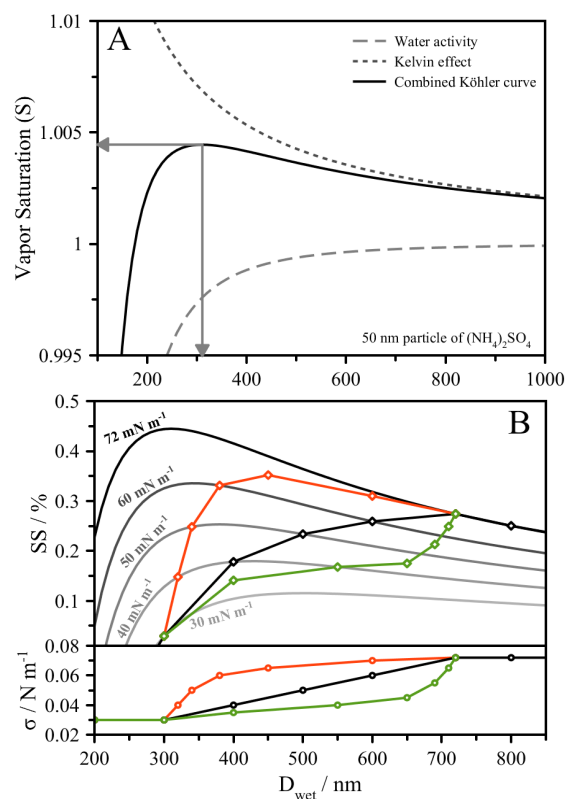 A
Water activity
Kelvin effect
Combined Köhler curve
Vapor Saturation (S)
1.01
1.005
1
0.995
50 nm particle of (NH₄)₂SO₄
200 400 600 800 1000
B
SS / %
0.5
0.4
0.3
0.2
0.1
72 mN m⁻¹
60 mN m⁻¹
50 mN m⁻¹
40 mN m⁻¹
30 mN m⁻¹
σ / N m⁻¹
0.08
0.06
0.04
0.02
200 300 400 500 600 700 800
D_wet / nm